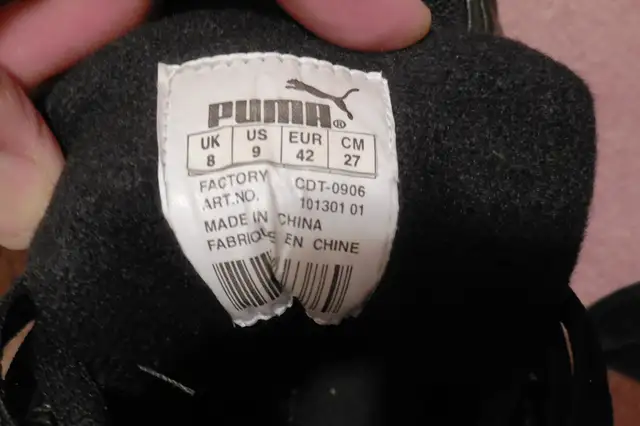 PUMA®
UK US EUR CM
8 9 42 27
FACTORY CDT-0906
ART.NO. 101301 01
MADE IN CHINA
FABRIQUE EN CHINE